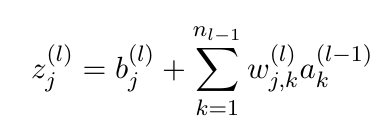 z_j^{(l)} = b_j^{(l)} + \sum_{k=1}^{n_{l-1}} w_{j,k}^{(l)} a_k^{(l-1)}